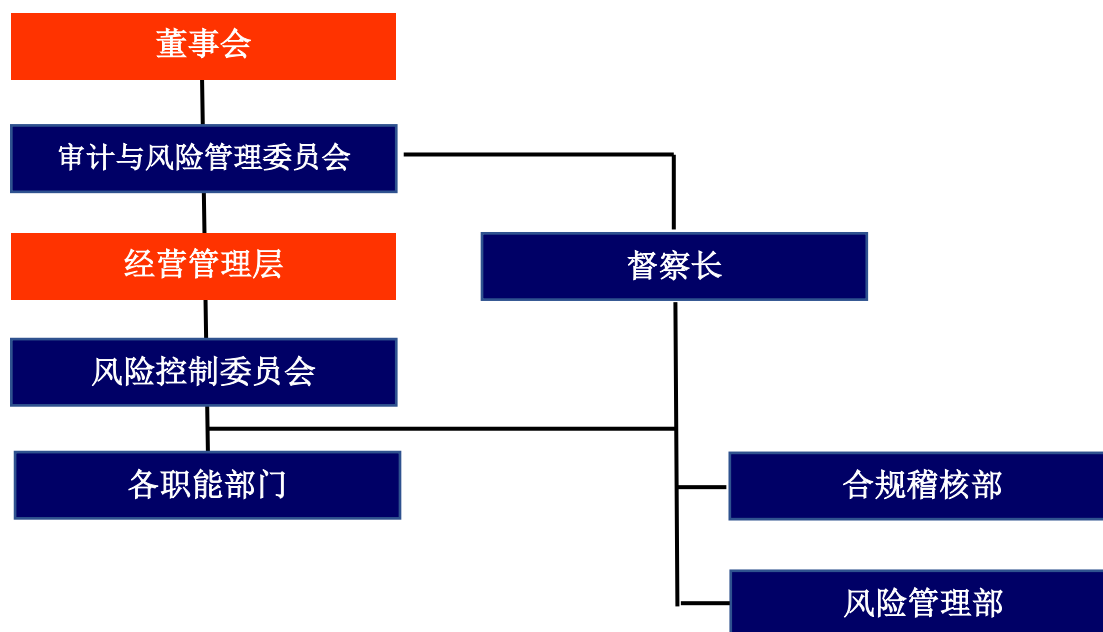 董事会
审计与风险管理委员会
经营管理层
督察长
风险控制委员会
各职能部门
合规稽核部
风险管理部